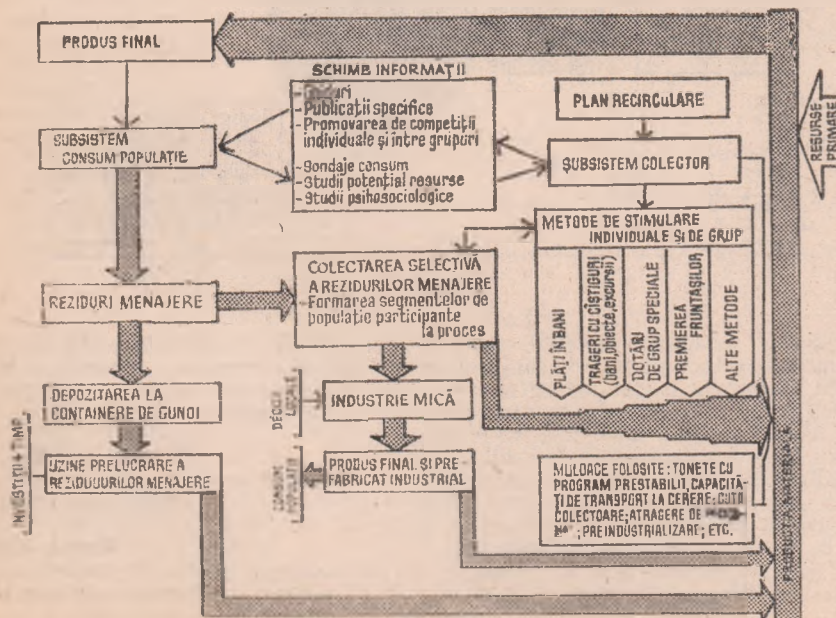 PRODUS FINAL
SUBSISTEM
CONSUM POPULAȚIE
SCHIMB INFORMAȚII
- Publicații specifice
- Promovarea de competiții
individuale și între grupuri
- Sondaje consum
- Studii potențial resurse
- Studii psihosociologice
PLAN RECIRCULARE
SUBSISTEM COLECTOR
RESURSE
PRIMARE
METODE DE STIMULARE
INDIVIDUALE ȘI DE GRUP
PLĂȚI ÎN BANI
TRAGERI CU CÎȘTIGURI
(bani, obiecte, excursii)
DOTĂRI
DE GRUP SPECIALE
PREMIEREA
FRUNTAȘILOR
ALTE METODE
REZIDURI MENAJERE
COLECTAREA SELECTIVĂ
A REZIDURILOR MENAJERE
- Formarea segmentelor de
populație participante
la proces
DEPOZITAREA LA
CONTAINERE DE GUNOI
DECIZII
LOCALE
INDUSTRIE MICĂ
INVESTIȚII + TIMP
UZINE PRELUCRARE A
REZIDUURILOR MENAJERE
CONSUM
POPULAȚIE
PRODUS FINAL ȘI PRE
FABRICAT INDUSTRIAL
MIJLOACE FOLOSITE: TONETE CU
PROGRAM PRESTABILIT, CAPACITĂ-
ȚI DE TRANSPORT LA CERERE; CUTII
COLECTOARE; ATRAGERE DE
; PREINDUSTRIALIZARE; ETC.
MATERIALĂ